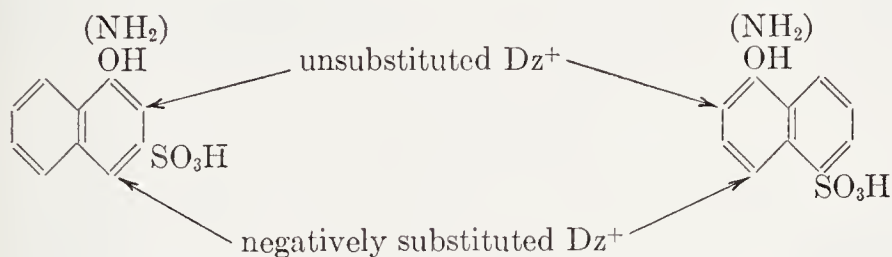 (NH₂)
OH
(NH₂)
OH
unsubstituted Dz⁺
SO₃H
SO₃H
negatively substituted Dz⁺